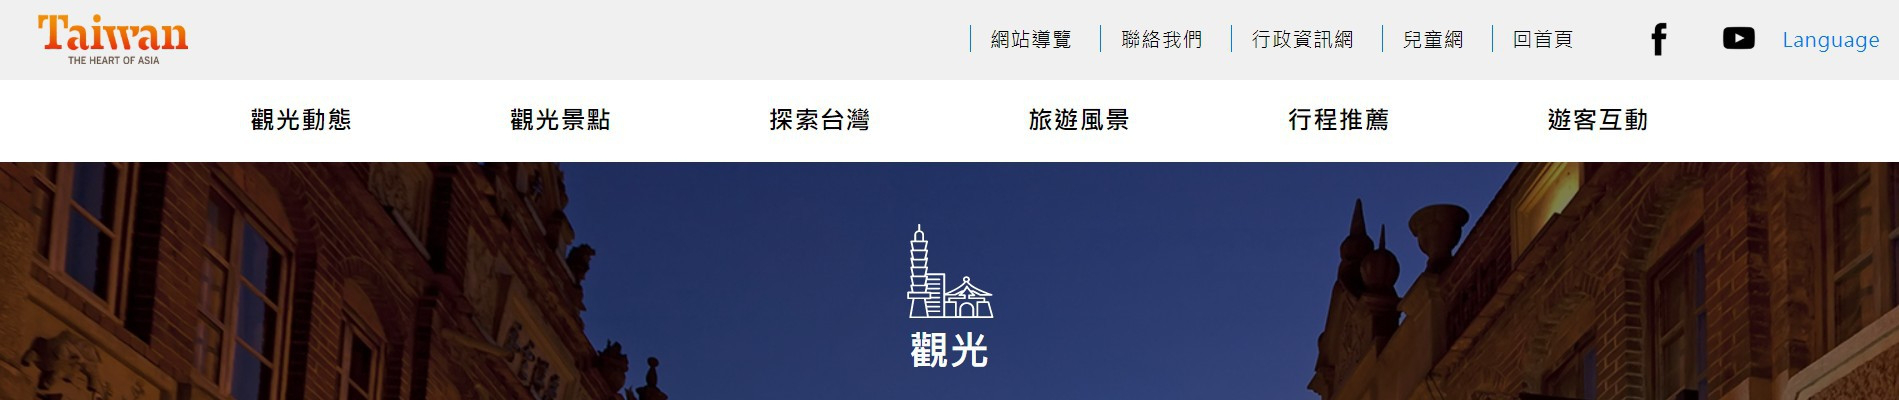 Taiwan
THE HEART OF ASIA
網站導覽
聯絡我們
行政資訊網
兒童網
回首頁
Language
觀光動態
觀光景點
探索台灣
旅遊風景
行程推薦
遊客互動
觀光